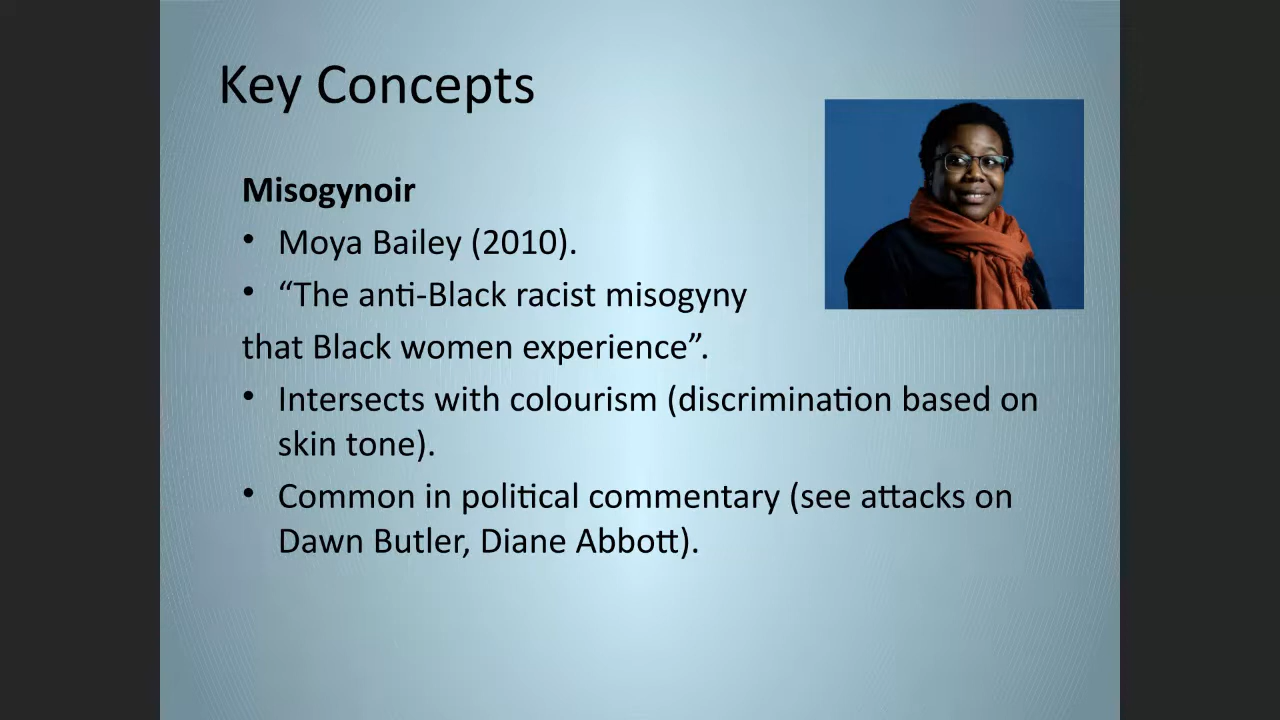 Key Concepts
Misogynoir
• Moya Bailey (2010).
• “The anti-Black racist misogyny
that Black women experience”.
• Intersects with colourism (discrimination based on
skin tone).
• Common in political commentary (see attacks on
Dawn Butler, Diane Abbott).